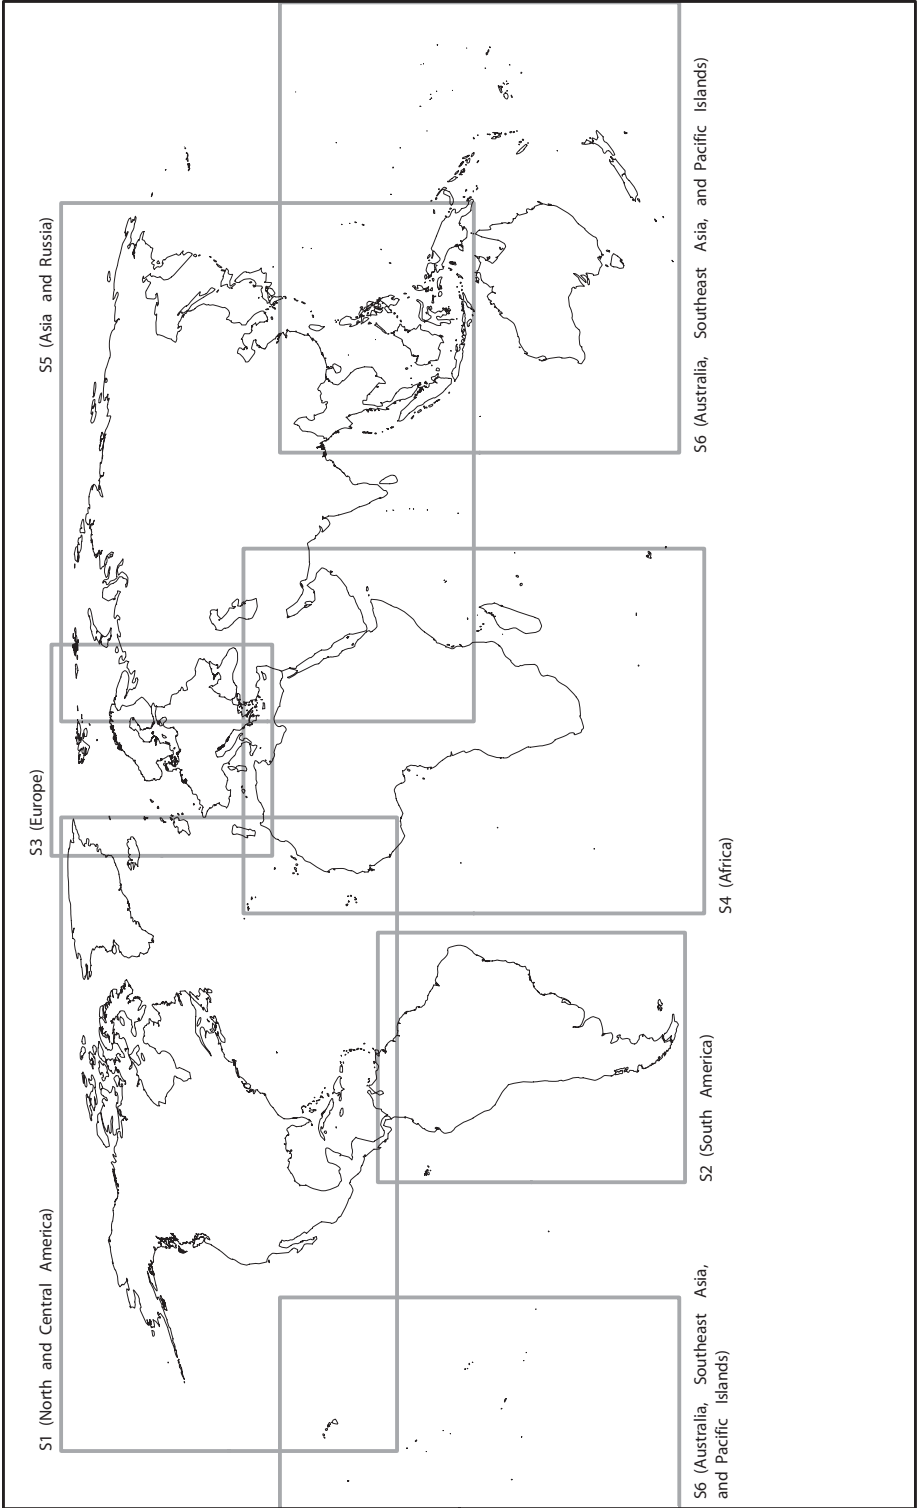 S1 (North and Central America)
S3 (Europe)
S5 (Asia and Russia)
S6 (Australia, Southeast Asia,
and Pacific Islands)
S2 (South America)
S4 (Africa)
S6 (Australia, Southeast Asia, and Pacific Islands)